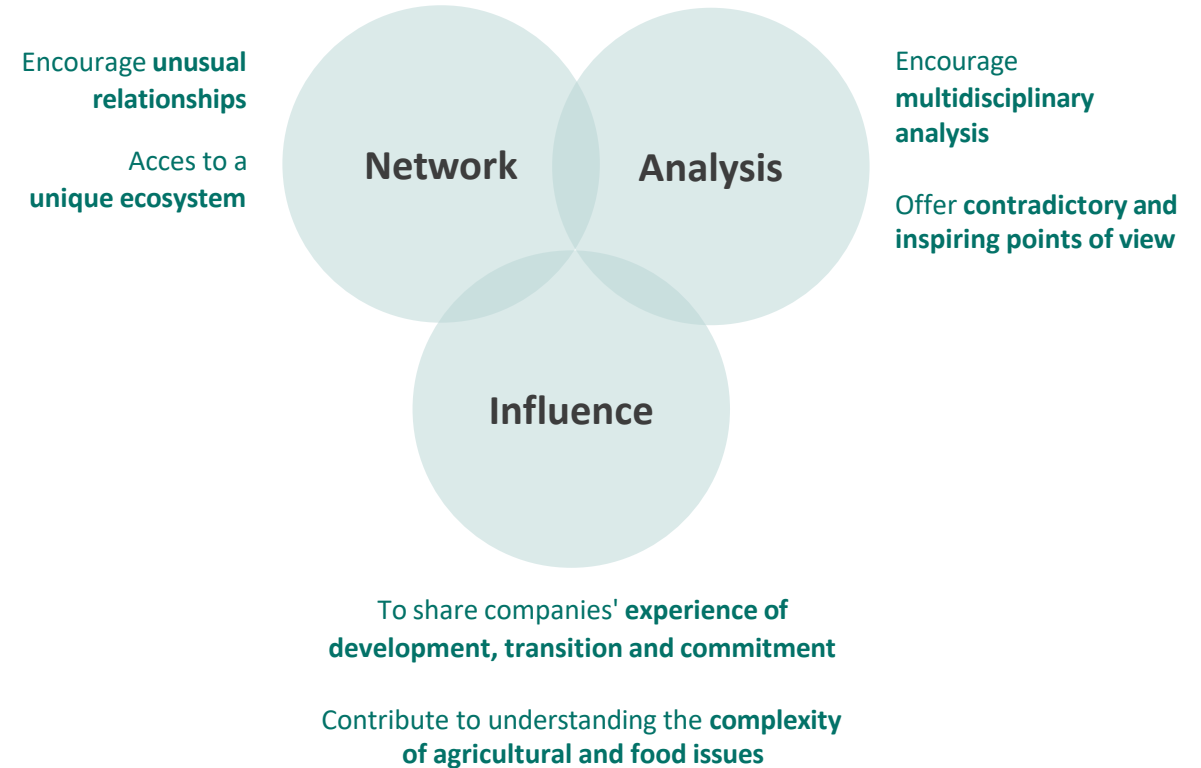 Encourage unusual
relationships
Acces to a
unique ecosystem
Network
Analysis
Encourage
multidisciplinary
analysis
Offer contradictory and
inspiring points of view
Influence
To share companies' experience of
development, transition and commitment
Contribute to understanding the complexity
of agricultural and food issues